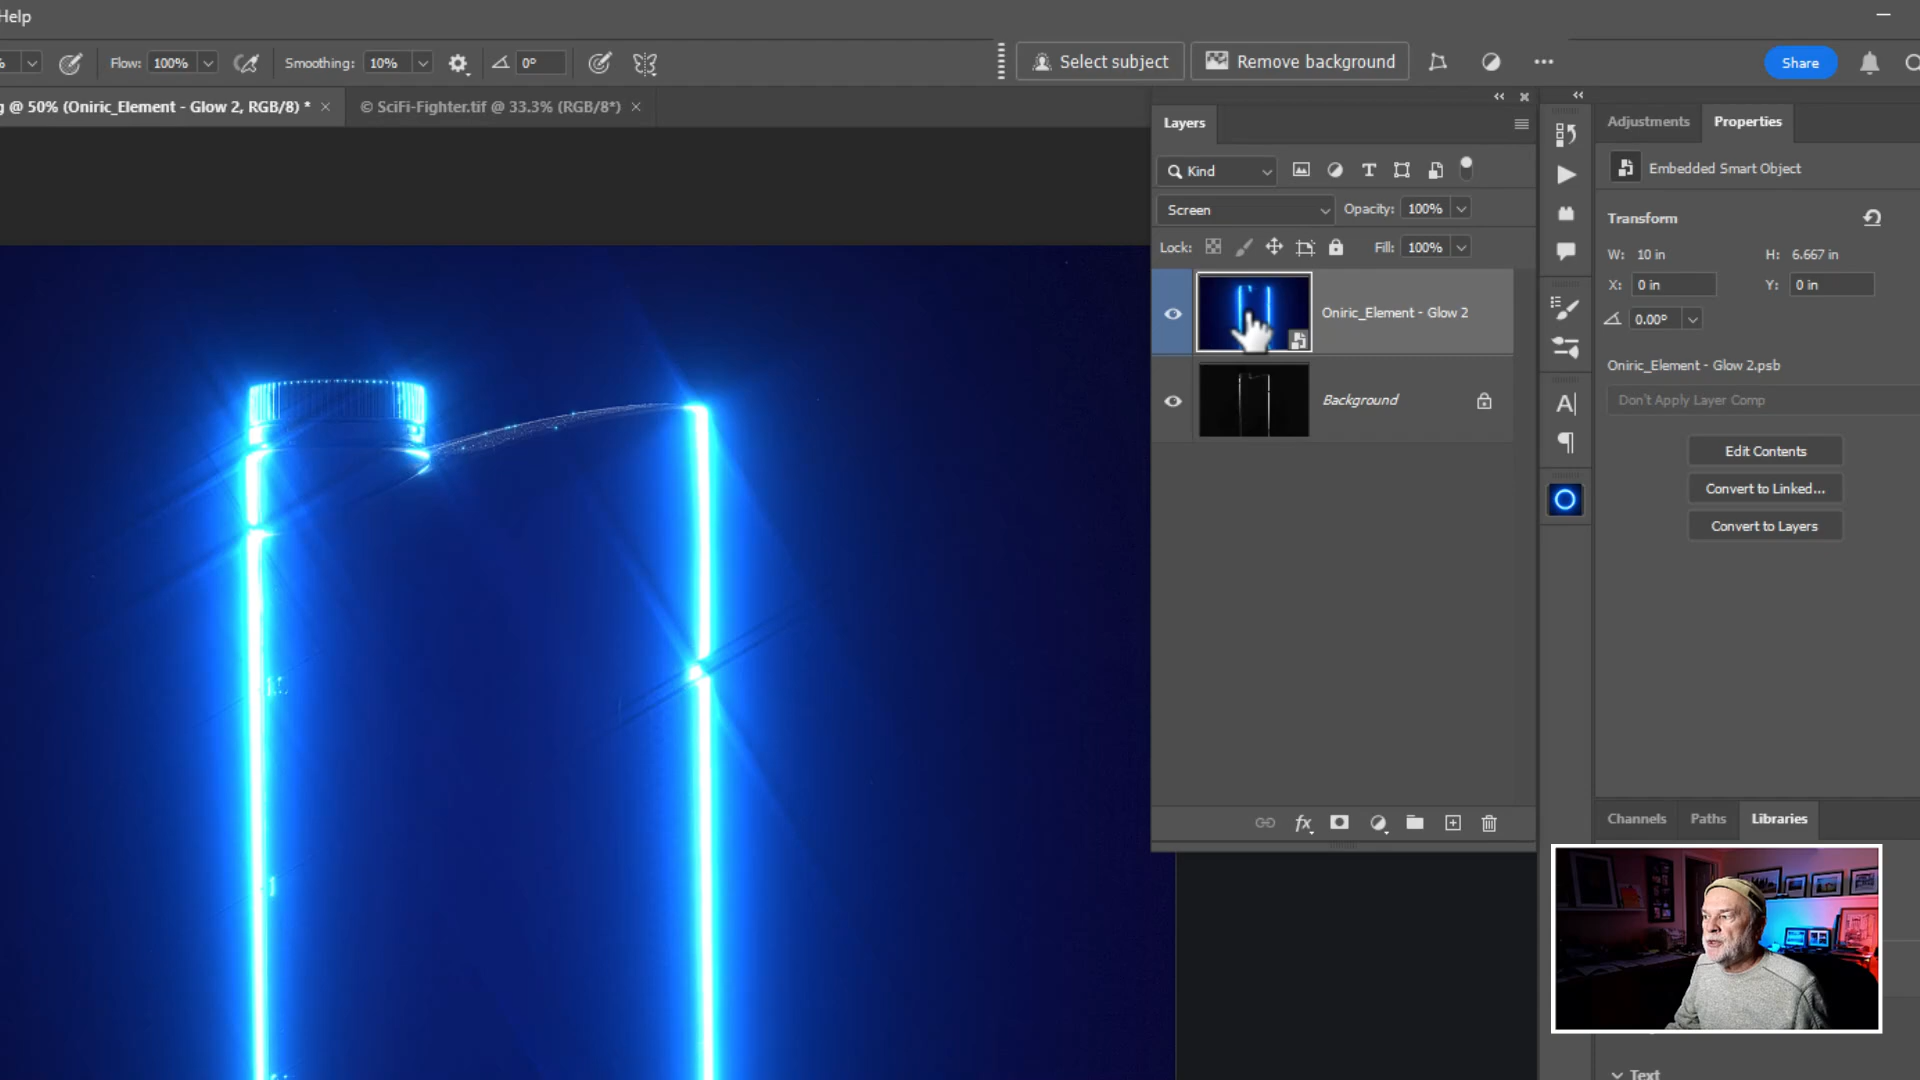 Help
%
Flow: 100%
Smoothing: 10%
0°
Select subject
Remove background
Share
g @ 50% (Oniric_Element - Glow 2, RGB/8) *
© SciFi-Fighter.tif @ 33.3% (RGB/8*)
Layers
Kind
Screen
Opacity: 100%
Lock:
Fill: 100%
Oniric_Element - Glow 2
Background
fx
Adjustments
Properties
Embedded Smart Object
Transform
W: 10 in
H: 6.667 in
X: 0 in
Y: 0 in
0.00°
Oniric_Element - Glow 2.psb
Don't Apply Layer Comp
Edit Contents
Convert to Linked...
Convert to Layers
Channels
Paths
Libraries
Text